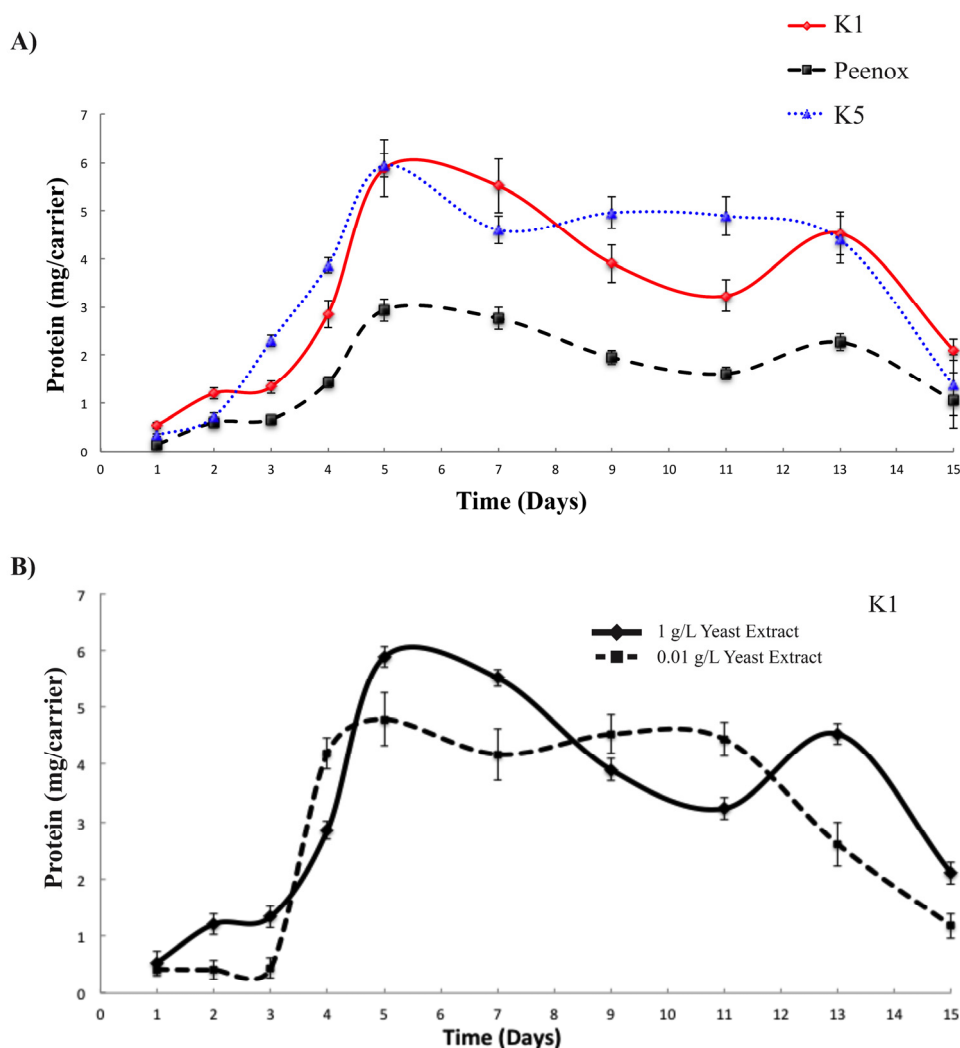 A)
K1
Peenox
K5
7
6
5
4
3
2
1
0
Protein (mg/carrier)
0 1 2 3 4 5 6 7 8 9 10 11 12 13 14 15
Time (Days)
B)
K1
1 g/L Yeast Extract
0.01 g/L Yeast Extract
7
6
5
4
3
2
1
0
Protein (mg/carrier)
0 1 2 3 4 5 6 7 8 9 10 11 12 13 14 15
Time (Days)